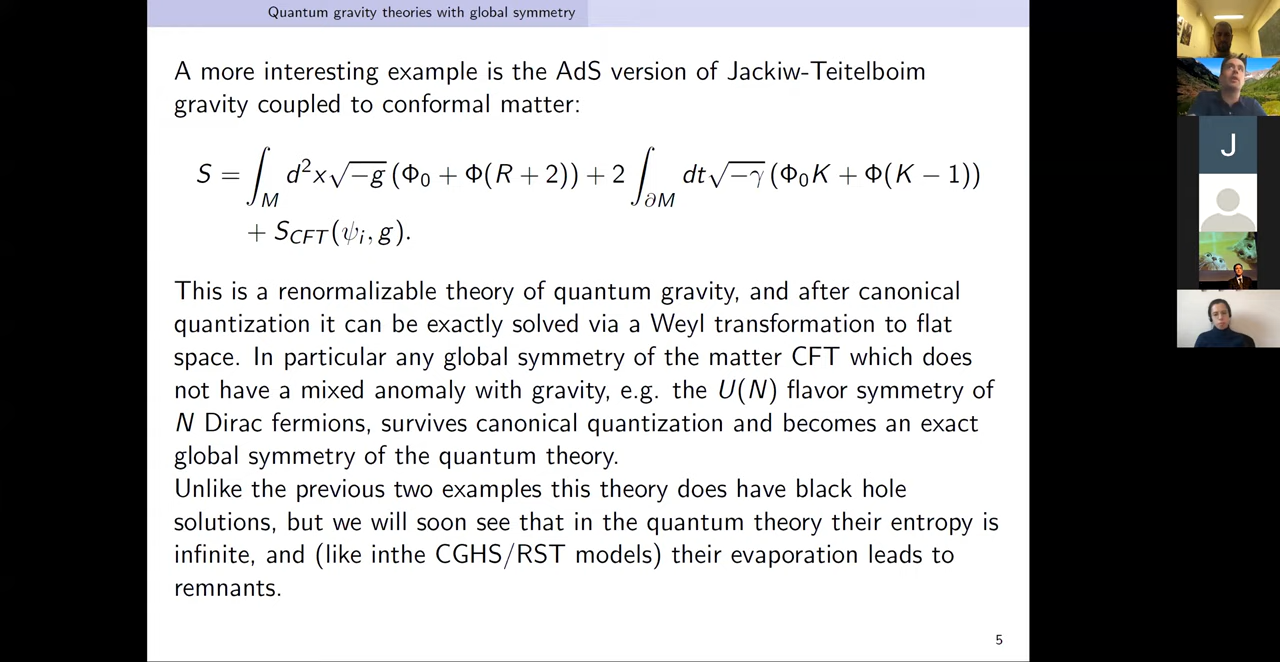 Quantum gravity theories with global symmetry
A more interesting example is the AdS version of Jackiw-Teitelboim
gravity coupled to conformal matter:
S = ∫_M d²x√−g (Φ₀ + Φ(R + 2)) + 2 ∫_∂M dt√−γ (Φ₀K + Φ(K − 1))
+ S_CFT(ψᵢ, g).
This is a renormalizable theory of quantum gravity, and after canonical
quantization it can be exactly solved via a Weyl transformation to flat
space. In particular any global symmetry of the matter CFT which does
not have a mixed anomaly with gravity, e.g. the U(N) flavor symmetry of
N Dirac fermions, survives canonical quantization and becomes an exact
global symmetry of the quantum theory.
Unlike the previous two examples this theory does have black hole
solutions, but we will soon see that in the quantum theory their entropy is
infinite, and (like inthe CGHS/RST models) their evaporation leads to
remnants.
5
J